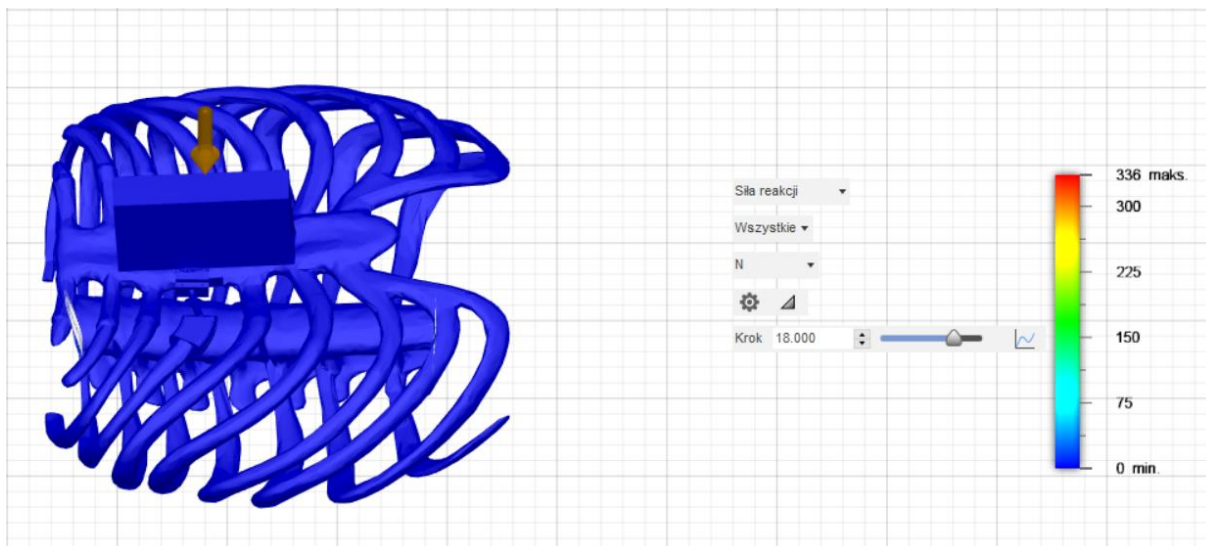 Siła reakcji
Wszystkie
N
Krok 18.000
336 maks.
300
225
150
75
0 min.